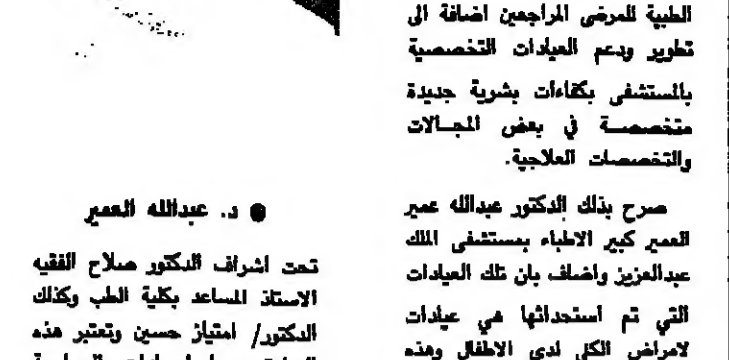 الطبية للمرضى المراجعين اضافة الى
تطوير ودعم العيادات التخصصية
بالمستشفى بكفاءات بشرية جديدة
متخصصة في بعض المجالات
والتخصصات العلاجية.
صرح بذلك الدكتور عبدالله عمير
العمير كبير الاطباء بمستشفى الملك
عبدالعزيز واضاف بان تلك العيادات
التي تم استحداثها هي عيادات
لامراض الكلى لدى الاطفال وهذه
● د. عبدالله العمير
تحت اشراف الدكتور صلاح الفقيه
الاستاذ المساعد بكلية الطب وكذلك
الدكتور/ امتياز حسين وتعتبر هذه